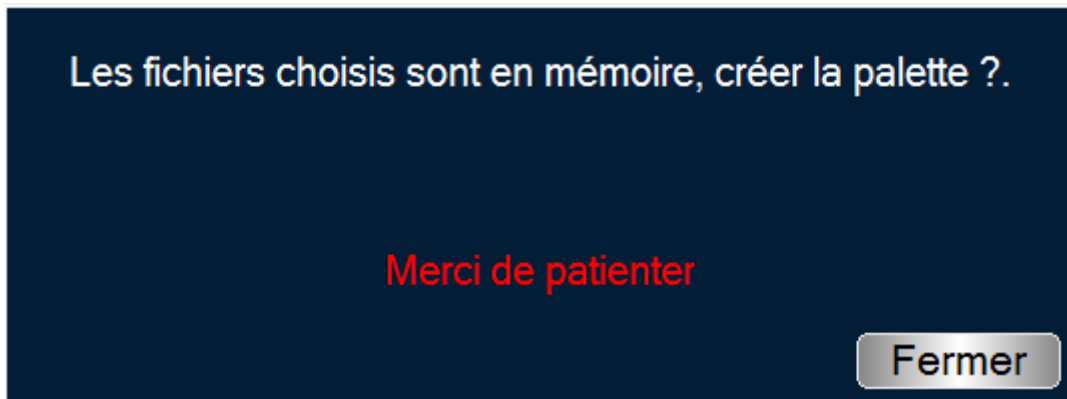 Les fichiers choisis sont en mémoire, créer la palette ?.
Merci de patienter
Fermer